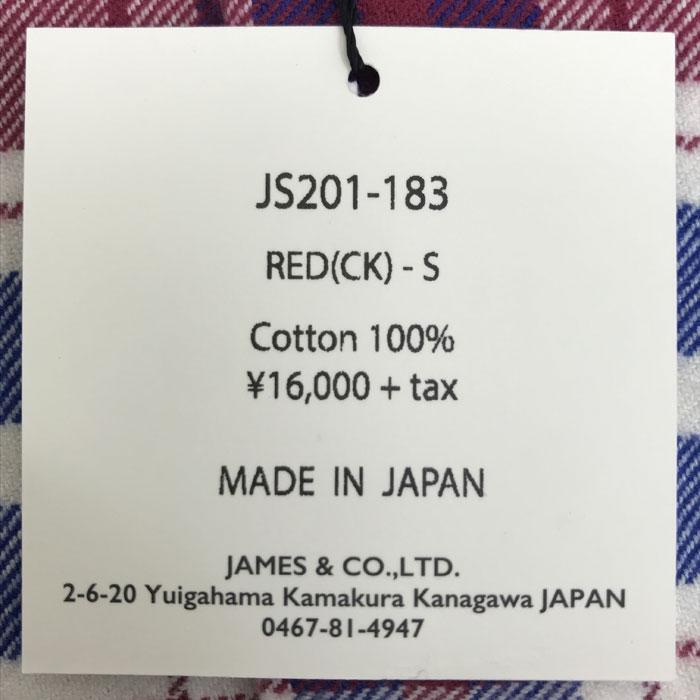 JS201-183
RED(CK) - S
Cotton 100%
¥16,000 + tax
MADE IN JAPAN
JAMES & CO.,LTD.
2-6-20 Yuigahama Kamakura Kanagawa JAPAN
0467-81-4947